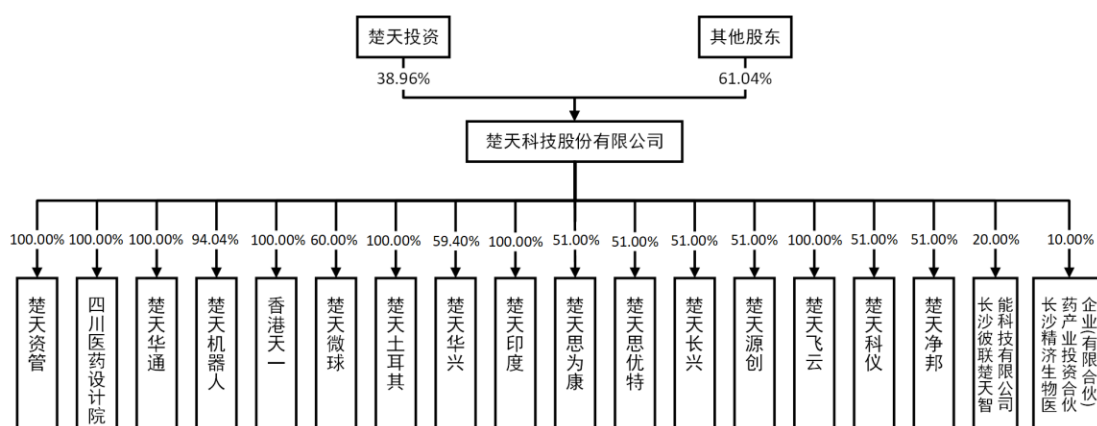 楚天投资
其他股东
38.96%
61.04%
楚天科技股份有限公司
100.00%
100.00%
100.00%
94.04%
100.00%
60.00%
100.00%
59.40%
100.00%
51.00%
51.00%
51.00%
51.00%
100.00%
51.00%
51.00%
20.00%
10.00%
楚天资管
四川医药设计院
楚天华通
楚天机器人
香港天一
楚天微球
楚天土耳其
楚天华兴
楚天印度
楚天思为康
楚天思优特
楚天长兴
楚天源创
楚天飞云
楚天科仪
楚天净邦
长沙彼联楚天智
能科技有限公司
长沙精济生物医
药产业投资合伙
企业(有限合伙)